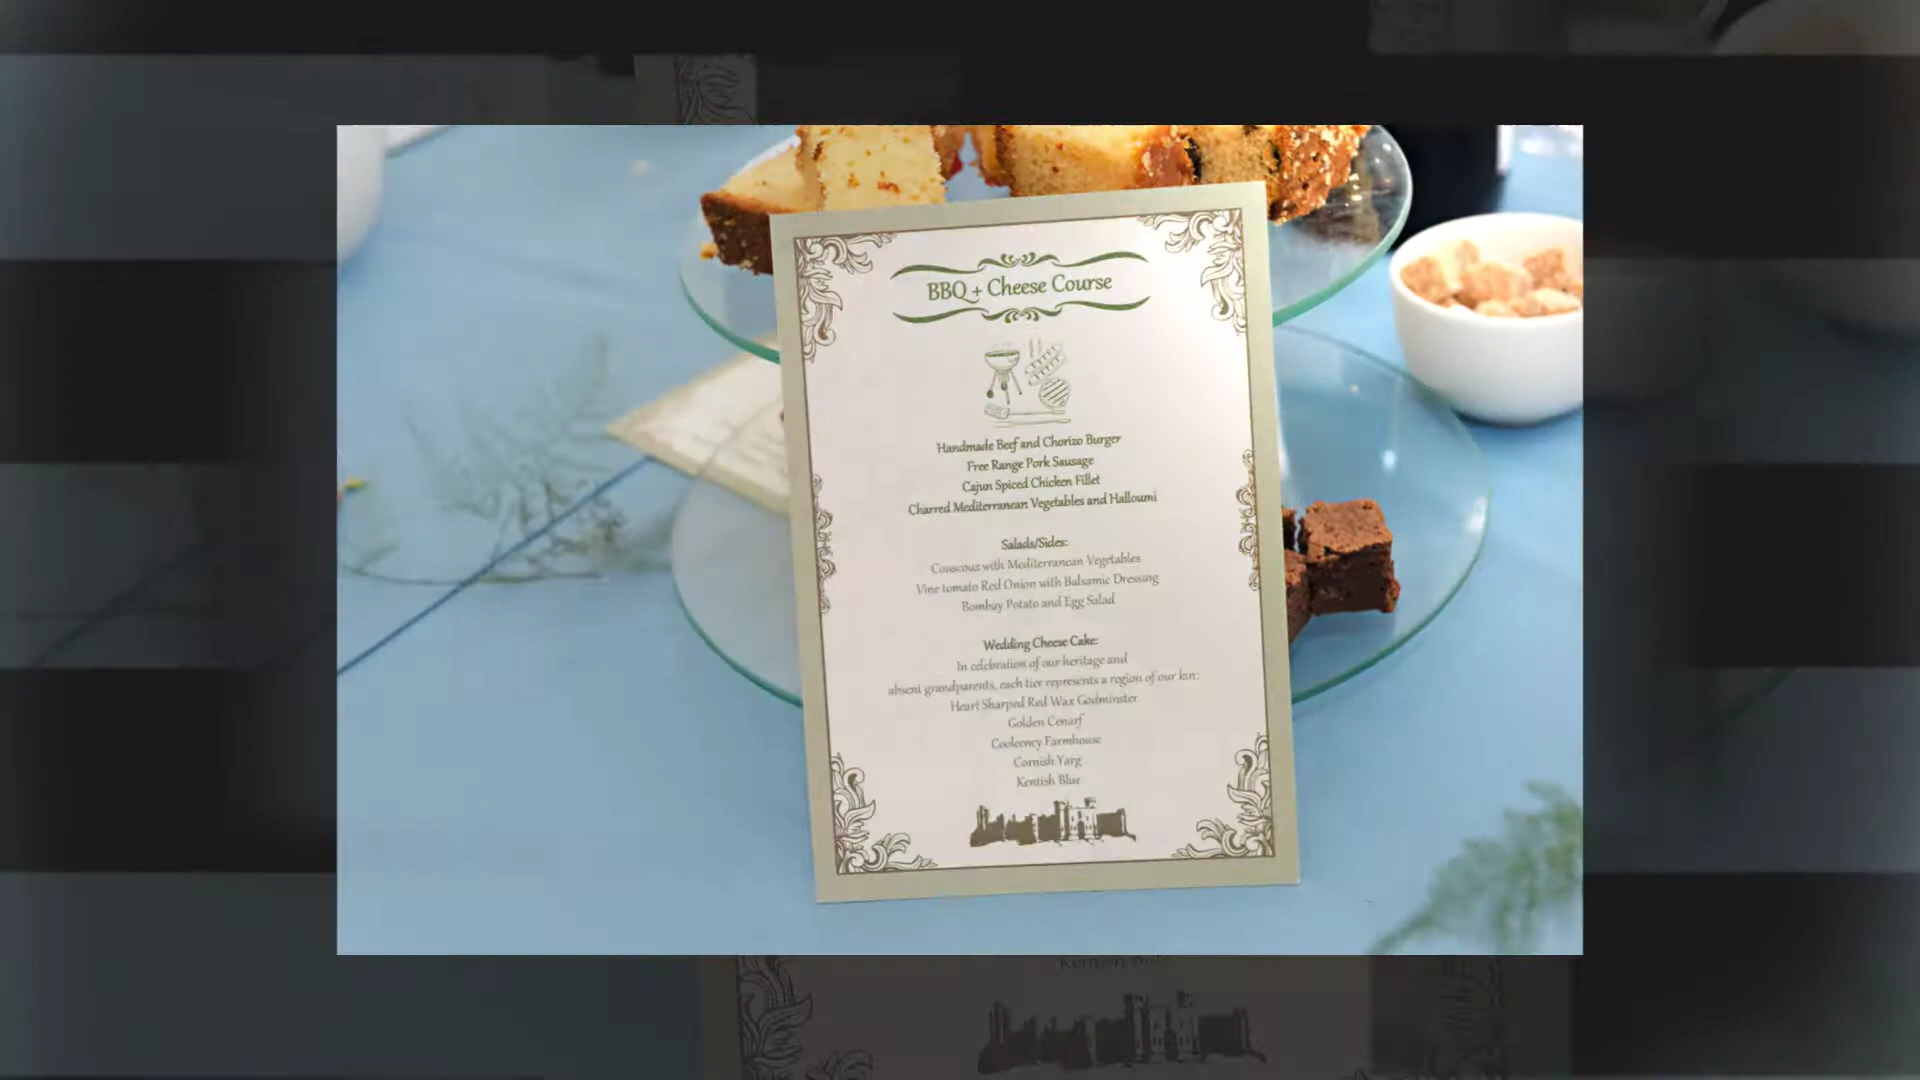 BBQ + Cheese Course
Handmade Beef and Chorizo Burger
Free Range Pork Sausage
Cajun Spiced Chicken Fillet
Charred Mediterranean Vegetables and Halloumi
Salads/Sides:
Couscous with Mediterranean Vegetables
Vine tomato Red Onion with Balsamic Dressing
Bombay Potato and Egg Salad
Wedding Cheese Cake:
In celebration of our heritage and
absent grandparents, each tier represents a region of our kin:
Heart Sharped Red Wax Godminster
Golden Cenarf
Cooleeney Farmhouse
Cornish Yarg
Kentish Blue
Kentish Blue